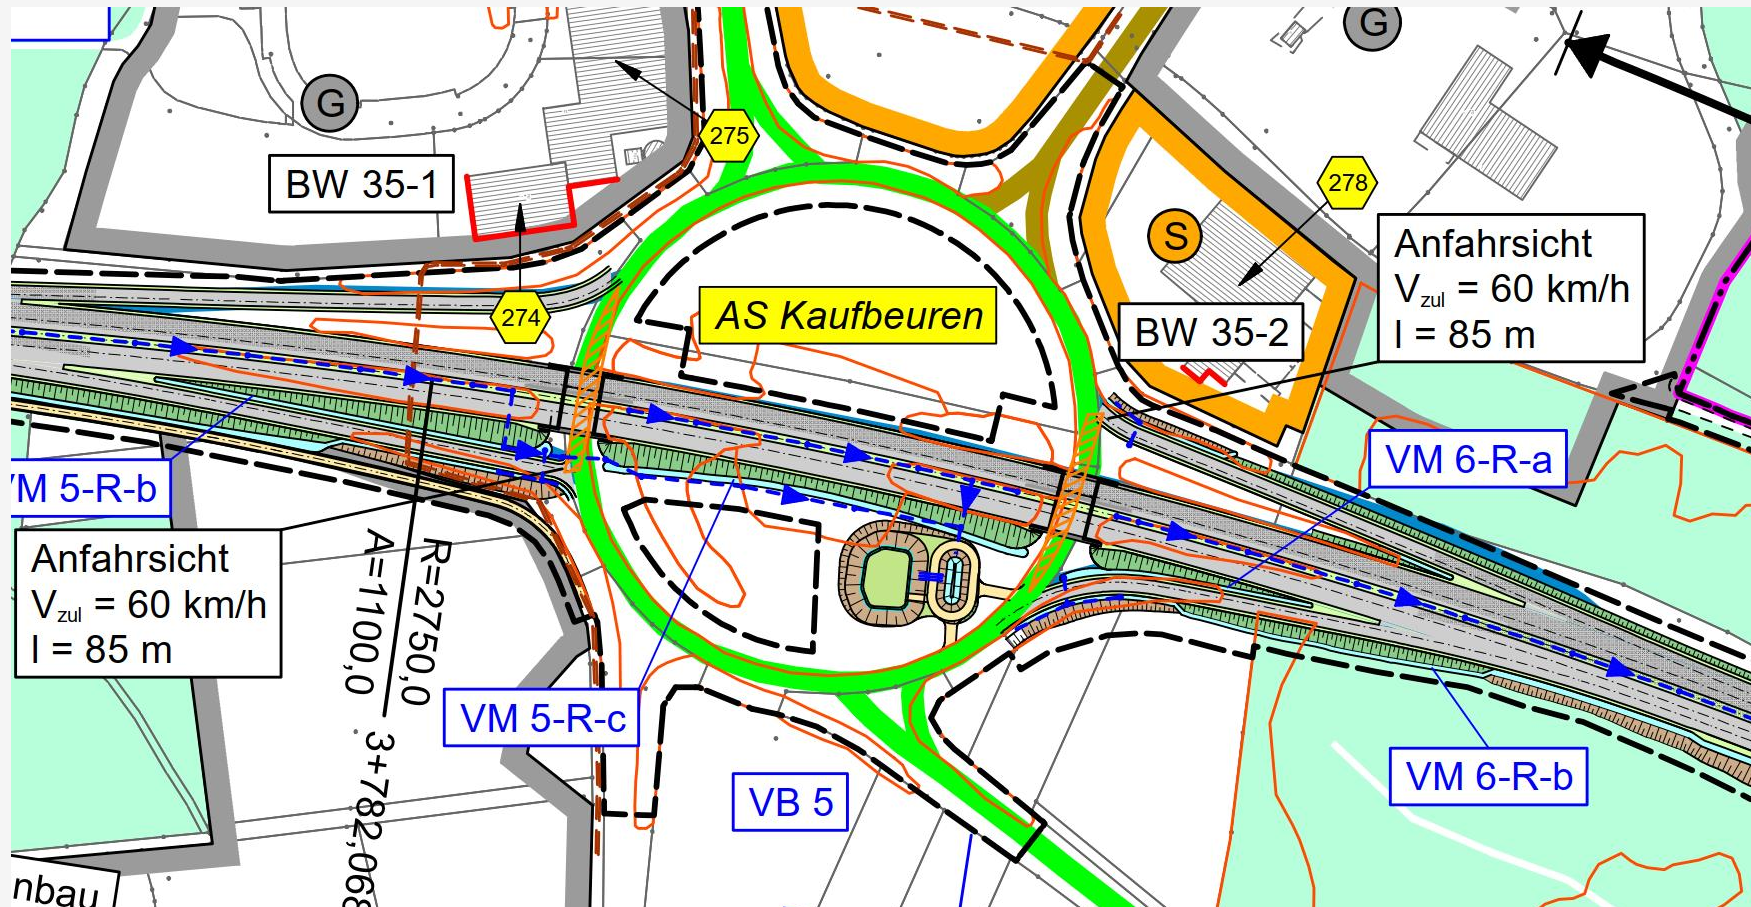 G
G
275
BW 35-1
278
S
Anfahrsicht
Vzul = 60 km/h
l = 85 m
274
AS Kaufbeuren
BW 35-2
VM 5-R-b
VM 6-R-a
Anfahrsicht
Vzul = 60 km/h
l = 85 m
A=1100,0
R=2750,0
3+782,068
VM 5-R-c
VB 5
VM 6-R-b
nbau